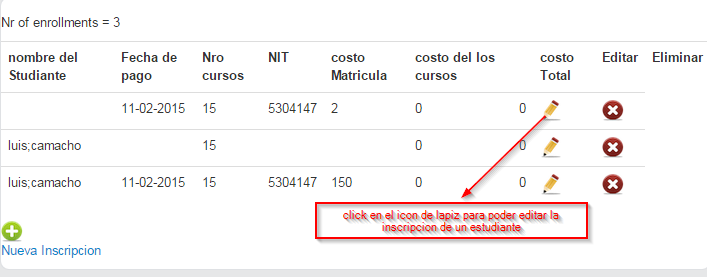 Nr of enrollments = 3
nombre del Studiante Fecha de pago Nro cursos NIT costo Matricula costo del los cursos costo Total Editar Eliminar
11-02-2015 15 5304147 2 0 0
luis;camacho 15 0 0
luis;camacho 11-02-2015 15 5304147 150 0 0
click en el icon de lapiz para poder editar la
inscripcion de un estudiante
Nueva Inscripcion